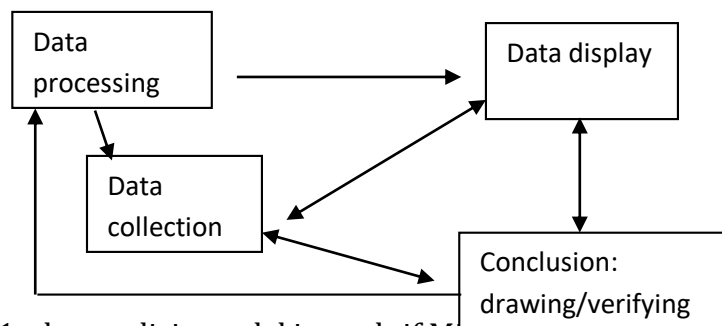 Data
processing
Data display
Data
collection
Conclusion:
drawing/verifying